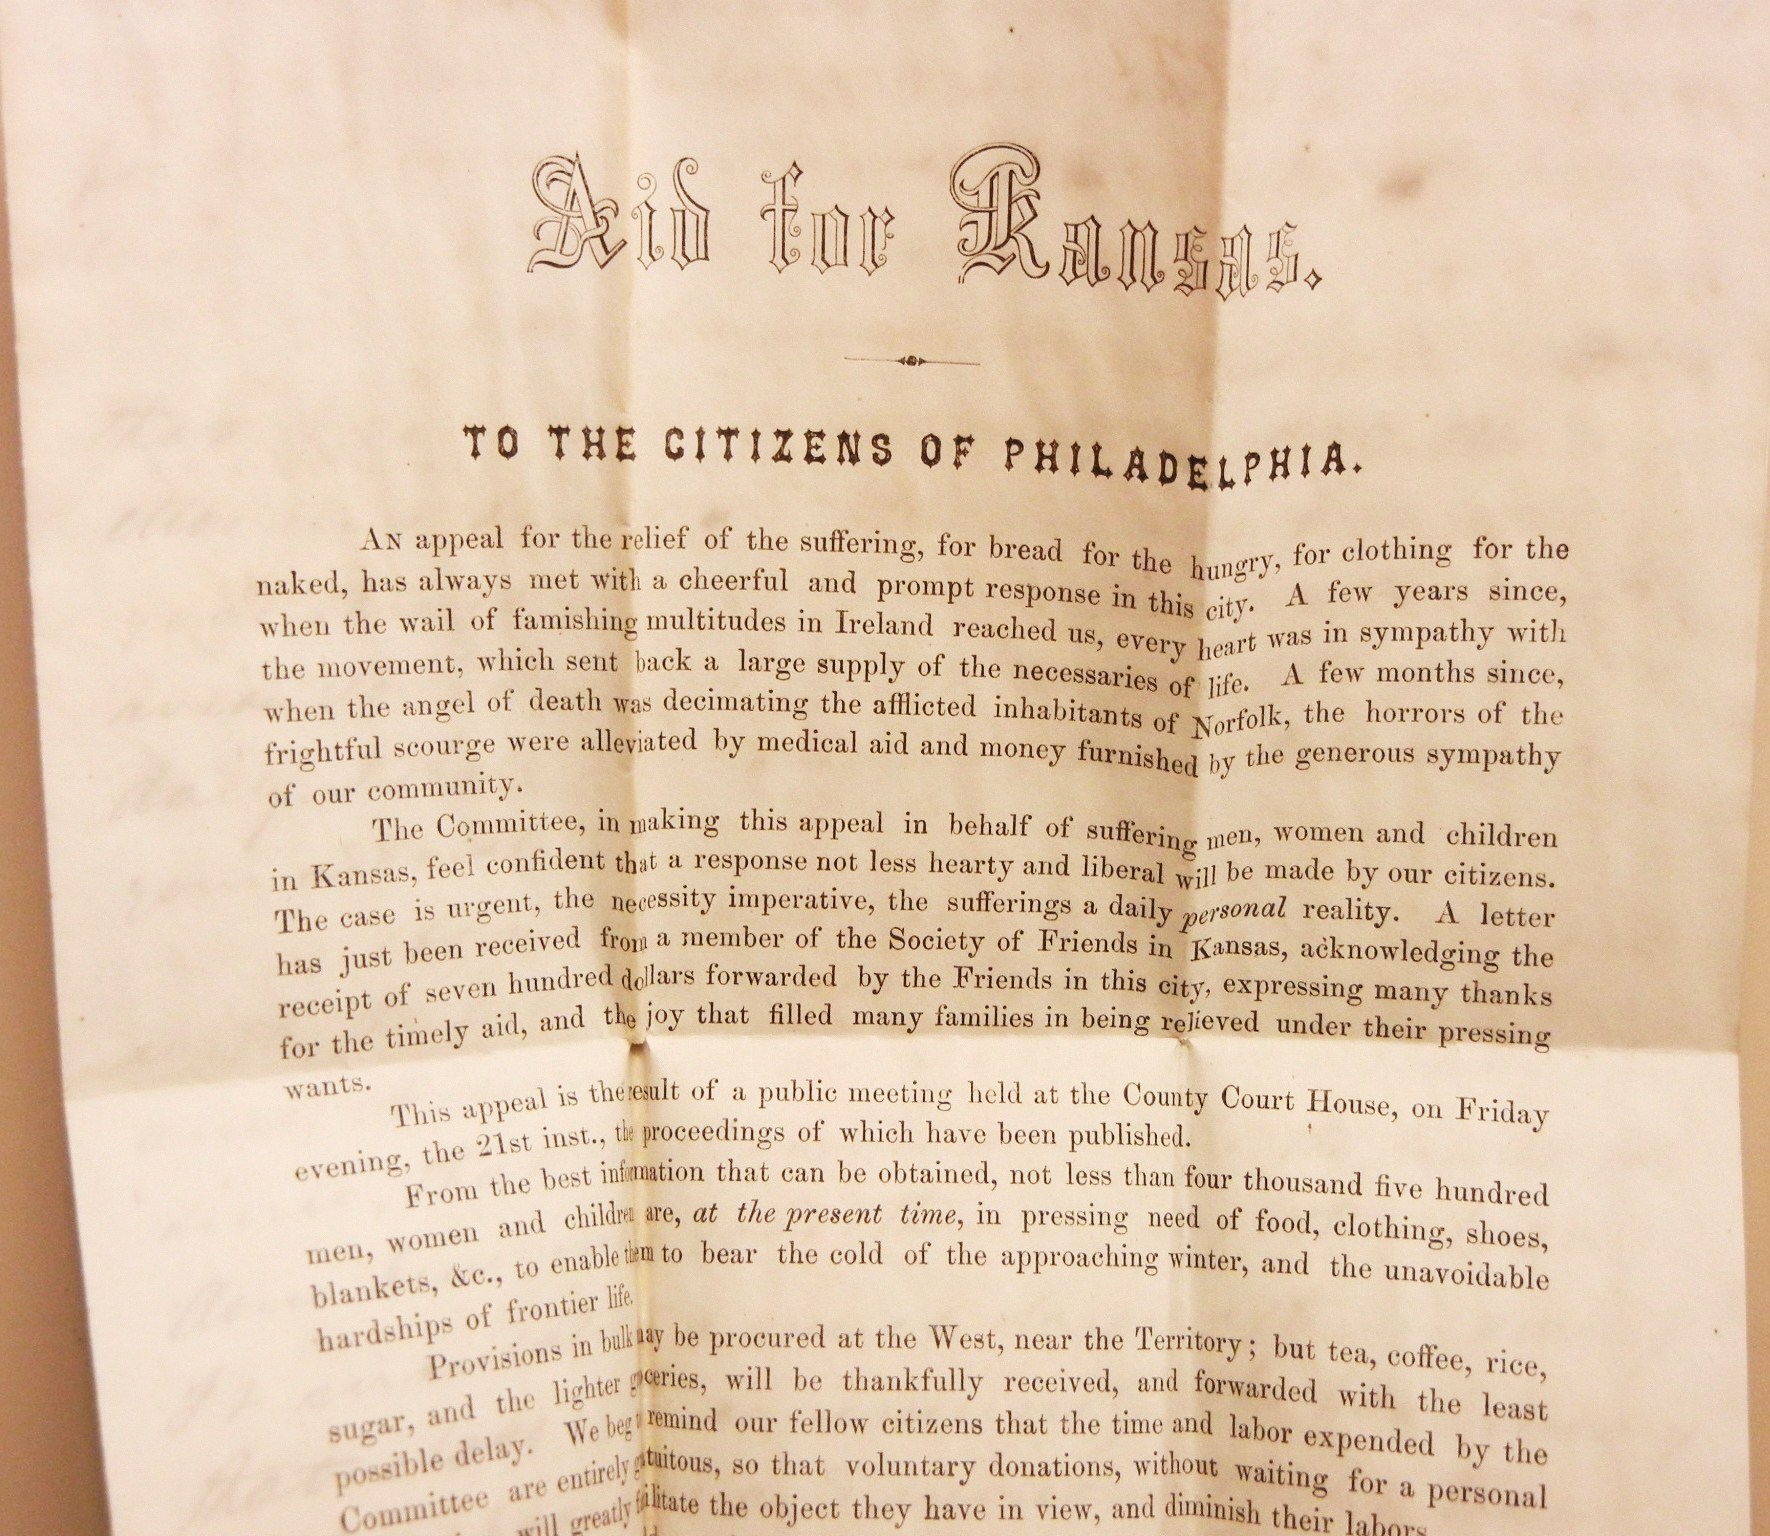 Aid for Kansas.
TO THE CITIZENS OF PHILADELPHIA.
AN appeal for the relief of the suffering, for bread for the hungry, for clothing for the
naked, has always met with a cheerful and prompt response in this city. A few years since,
when the wail of famishing multitudes in Ireland reached us, every heart was in sympathy with
the movement, which sent back a large supply of the necessaries of life. A few months since,
when the angel of death was decimating the afflicted inhabitants of Norfolk, the horrors of the
frightful scourge were alleviated by medical aid and money furnished by the generous sympathy
of our community.
The Committee, in making this appeal in behalf of suffering men, women and children
in Kansas, feel confident that a response not less hearty and liberal will be made by our citizens.
The case is urgent, the necessity imperative, the sufferings a daily personal reality. A letter
has just been received from a member of the Society of Friends in Kansas, acknowledging the
receipt of seven hundred dollars forwarded by the Friends in this city, expressing many thanks
for the timely aid, and the joy that filled many families in being relieved under their pressing
wants.
This appeal is the result of a public meeting held at the County Court House, on Friday
evening, the 21st inst., the proceedings of which have been published.
From the best information that can be obtained, not less than four thousand five hundred
men, women and children are, at the present time, in pressing need of food, clothing, shoes,
blankets, &c., to enable them to bear the cold of the approaching winter, and the unavoidable
hardships of frontier life.
Provisions in bulk may be procured at the West, near the Territory; but tea, coffee, rice,
sugar, and the lighter groceries, will be thankfully received, and forwarded with the least
possible delay. We beg to remind our fellow citizens that the time and labor expended by the
Committee are entirely gratuitous, so that voluntary donations, without waiting for a personal
will greatly facilitate the object they have in view, and diminish their labors